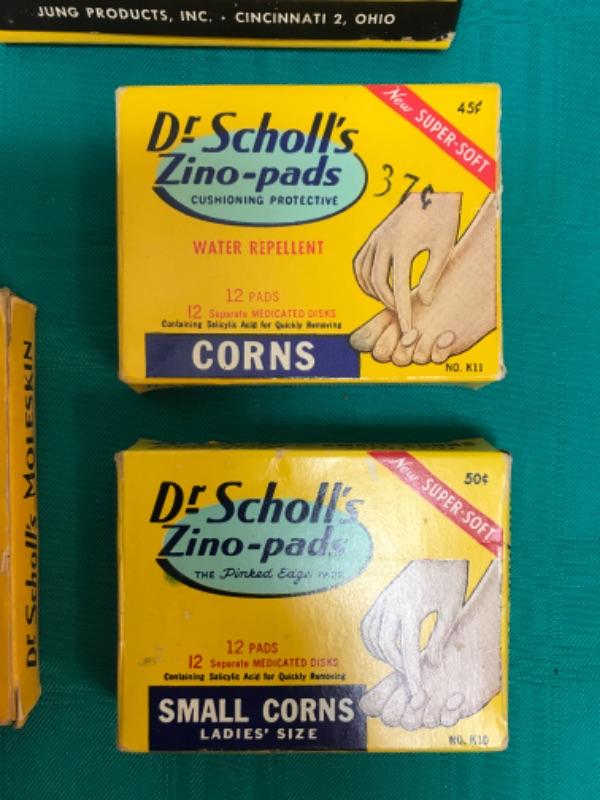 JUNG PRODUCTS, INC. • CINCINNATI 2, OHIO
New SUPER-SOFT
45¢
Dr Scholl's
Zino-pads
CUSHIONING PROTECTIVE
37¢
WATER REPELLENT
12 PADS
12 Separate MEDICATED DISKS
Containing Salicylic Acid for Quickly Removing
CORNS
NO. K11
Dr Scholl's MOLESKIN
New SUPER-SOFT
50¢
Dr Scholl's
Zino-pads
THE Pinked Edge PADS
12 PADS
12 Separate MEDICATED DISKS
Containing Salicylic Acid for Quickly Removing
SMALL CORNS
LADIES' SIZE
NO. K10